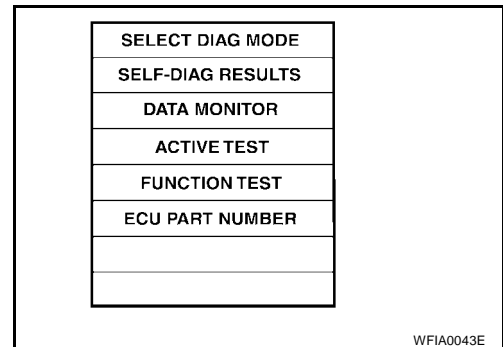 SELECT DIAG MODE
SELF-DIAG RESULTS
DATA MONITOR
ACTIVE TEST
FUNCTION TEST
ECU PART NUMBER
WFIA0043E